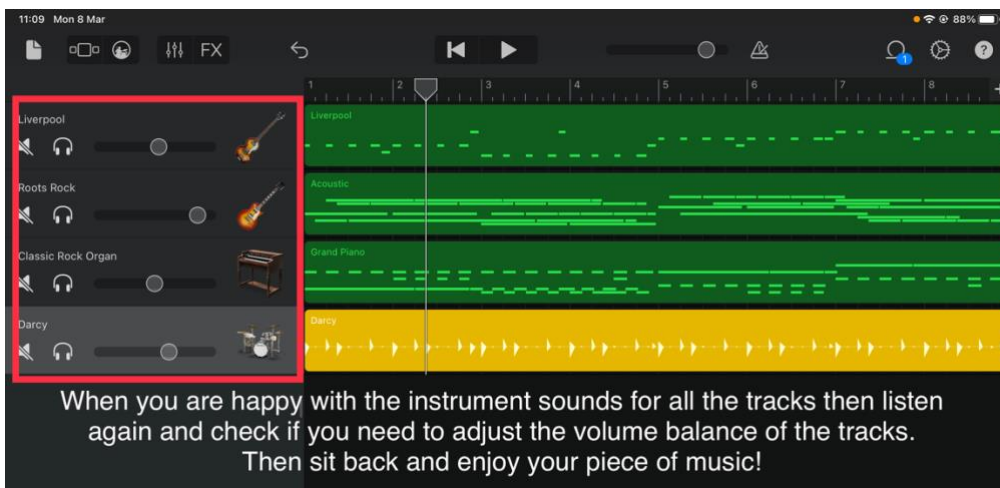 11:09 Mon 8 Mar
88%
FX
1
?
1 2 3 4 5 6 7 8
Liverpool
Liverpool
Roots Rock
Acoustic
Classic Rock Organ
Grand Piano
Darcy
Darcy
When you are happy with the instrument sounds for all the tracks then listen
again and check if you need to adjust the volume balance of the tracks.
Then sit back and enjoy your piece of music!